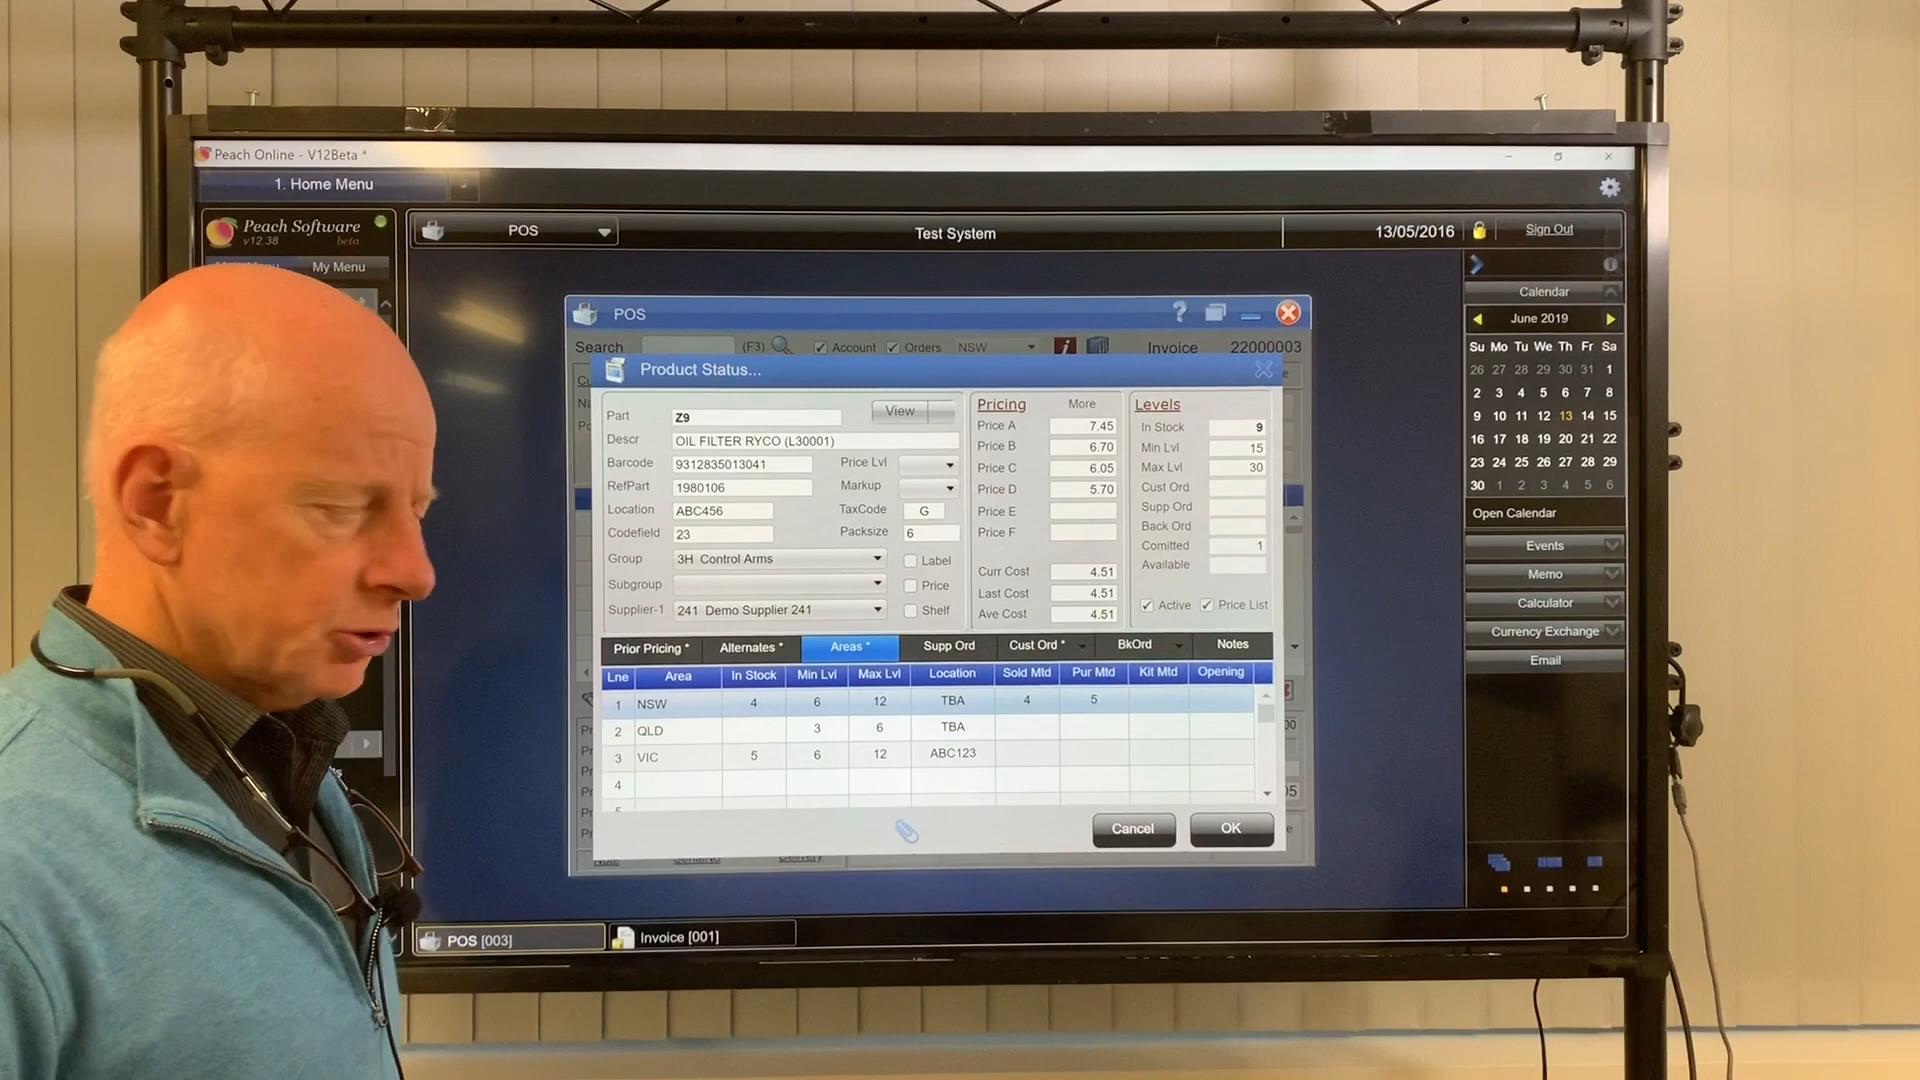 Peach Online - V12Beta *
1. Home Menu
Peach Software
v12.38 beta
My Menu
POS
Test System
13/05/2016
Sign Out
POS
?
Search
(F3)
Account
Orders
NSW
Invoice
22000003
Product Status...
Part
Z9
View
Descr
OIL FILTER RYCO (L30001)
Barcode
9312835013041
Price Lvl
RefPart
1980106
Markup
Location
ABC456
TaxCode
G
Codefield
23
Packsize
6
Group
3H Control Arms
Label
Subgroup
Price
Supplier-1
241 Demo Supplier 241
Shelf
Pricing
More
Price A 7.45
Price B 6.70
Price C 6.05
Price D 5.70
Price E
Price F
Curr Cost 4.51
Last Cost 4.51
Ave Cost 4.51
Levels
In Stock 9
Min Lvl 15
Max Lvl 30
Cust Ord
Supp Ord
Back Ord
Comitted 1
Available
Active
Price List
Prior Pricing * Alternates * Areas * Supp Ord Cust Ord * BkOrd Notes
Lne Area In Stock Min Lvl Max Lvl Location Sold Mtd Pur Mtd Kit Mtd Opening
1 NSW 4 6 12 TBA 4 5
2 QLD 3 6 TBA
3 VIC 5 6 12 ABC123
4
Cancel
OK
Delivery
Calendar
June 2019
Su Mo Tu We Th Fr Sa
26 27 28 29 30 31 1
2 3 4 5 6 7 8
9 10 11 12 13 14 15
16 17 18 19 20 21 22
23 24 25 26 27 28 29
30 1 2 3 4 5 6
Open Calendar
Events
Memo
Calculator
Currency Exchange
Email
POS [003]
Invoice [001]